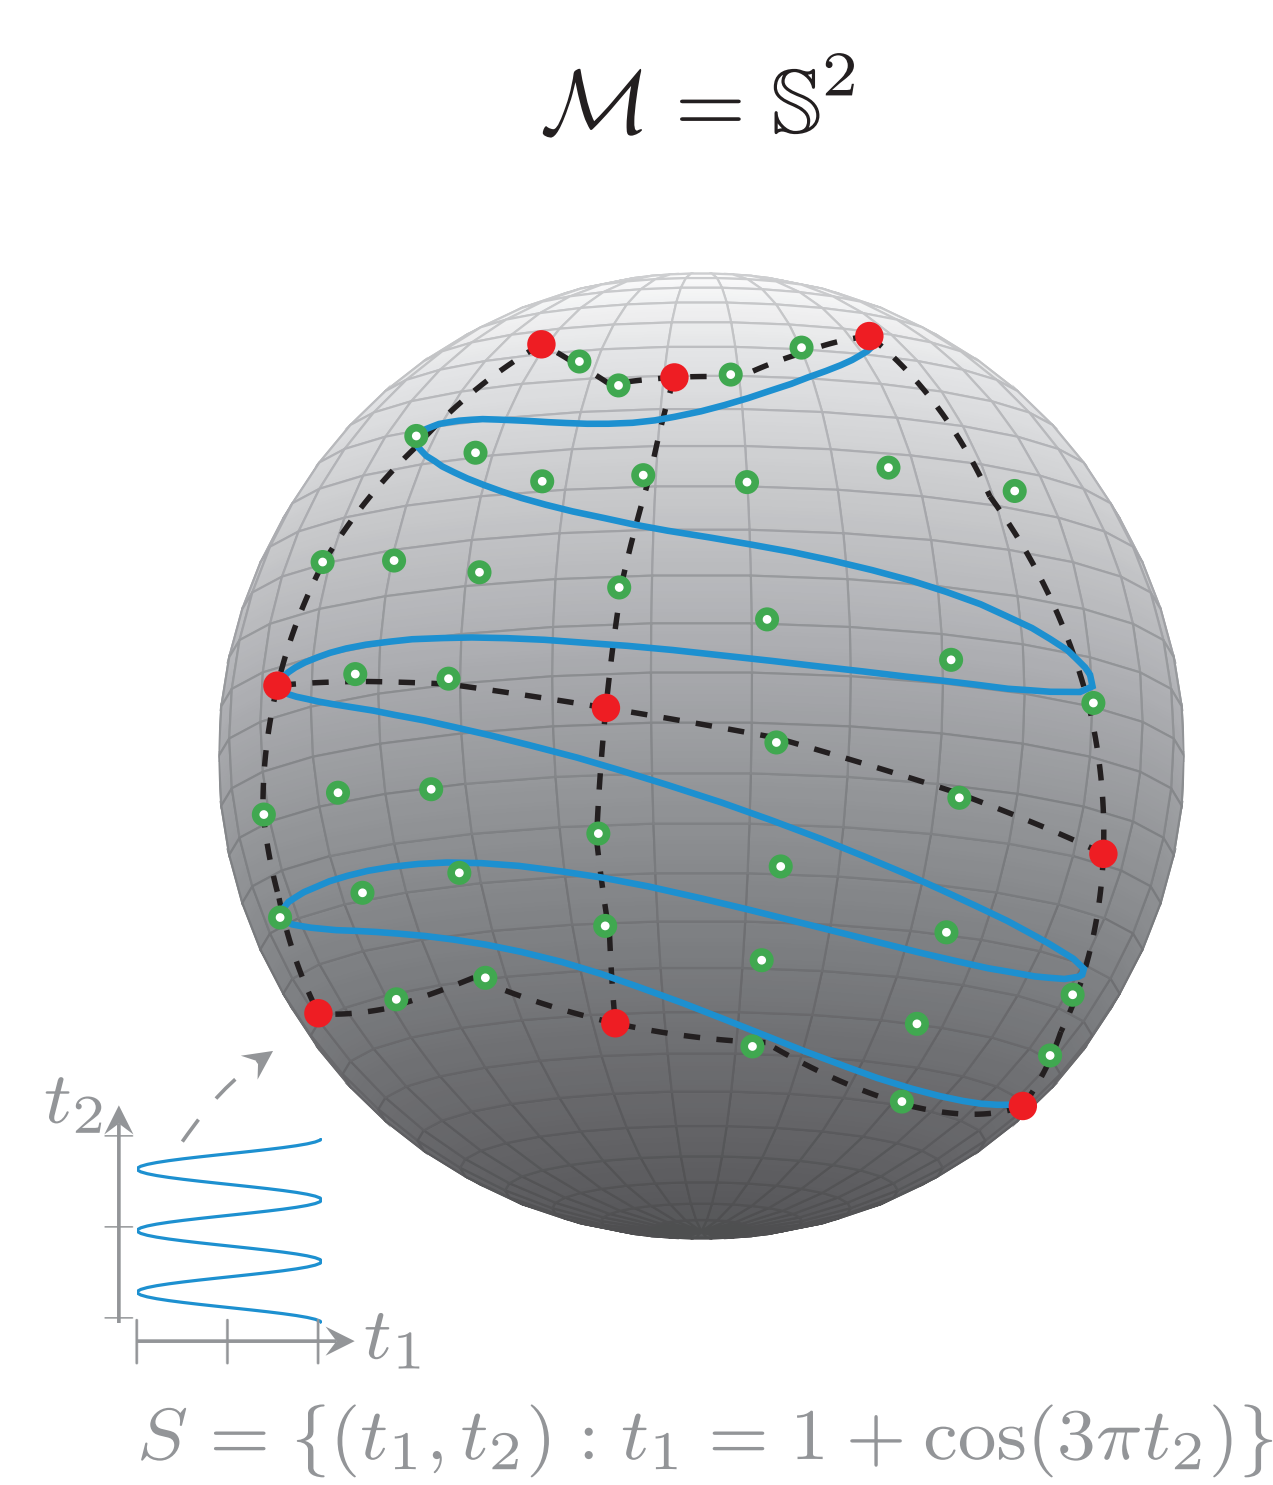 ℳ = 𝕊²
t₂
t₁
S = {(t₁, t₂) : t₁ = 1 + cos(3πt₂)}